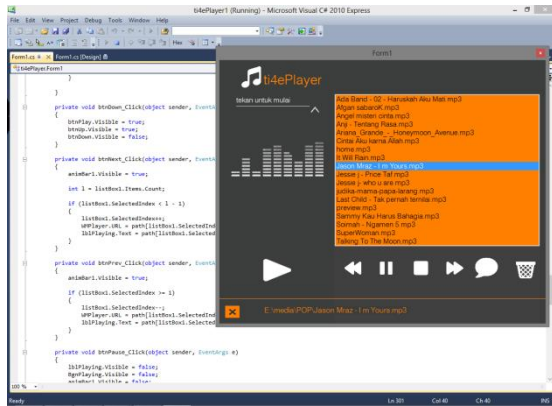 ti4ePlayer1 (Running) - Microsoft Visual C# 2010 Express
File Edit View Project Debug Tools Window Help
Hex
Form1.cs Form1.cs [Design]
ti4ePlayer.Form1
}
}
private void btnDown_Click(object sender, EventA
{
btnPlay.Visible = true;
btnUp.Visible = true;
btnDown.Visible = false;
}
private void btnNext_Click(object sender, EventA
{
animBar1.Visible = true;
int l = listBox1.Items.Count;
if (listBox1.SelectedIndex < l - 1)
{
listBox1.SelectedIndex++;
WMPlayer.URL = path[listBox1.SelectedInd
lblPlaying.Text = path[listBox1.Selected
}
}
private void btnPrev_Click(object sender, EventA
{
animBar1.Visible = true;
if (listBox1.SelectedIndex >= 1)
{
listBox1.SelectedIndex--;
WMPlayer.URL = path[listBox1.SelectedInd
lblPlaying.Text = path[listBox1.Selected
}
}
private void btnPause_Click(object sender, EventArgs e)
{
lblPlaying.Visible = false;
BgnPlaying.Visible = false;
animBar1.Visible = false;
100 %
Ready
Ln 301 Col 40 Ch 40 INS
Form1
ti4ePlayer
tekan untuk mulai
Ada Band - 02 - Haruskah Aku Mati.mp3
Afgan sabaroK.mp3
Angel misteri cinta.mp3
Anji - Tentang Rasa.mp3
Ariana_Grande_-_Honeymoon_Avenue.mp3
Cintai Aku karna Allah.mp3
home.mp3
It Will Rain.mp3
Jason Mraz - I m Yours.mp3
Jessie j - Price Taf.mp3
Jessie j- who u are.mp3
judika-mama-papa-larang.mp3
Last Child - Tak pernah ternilai.mp3
preview.mp3
Sammy Kau Harus Bahagia.mp3
Soimah - Ngamen 5.mp3
SuperWoman.mp3
Talking To The Moon.mp3
E:\media\POP\Jason Mraz - I m Yours.mp3